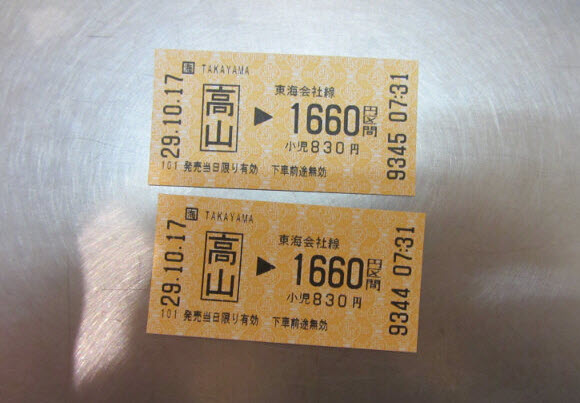 29.10.17
海 TAKAYAMA
高山
▶
東海会社線
1660円区間
小児830円
9345 07:31
101 発売当日限り有効 下車前途無効
29.10.17
海 TAKAYAMA
高山
▶
東海会社線
1660円区間
小児830円
9344 07:31
101 発売当日限り有効 下車前途無効